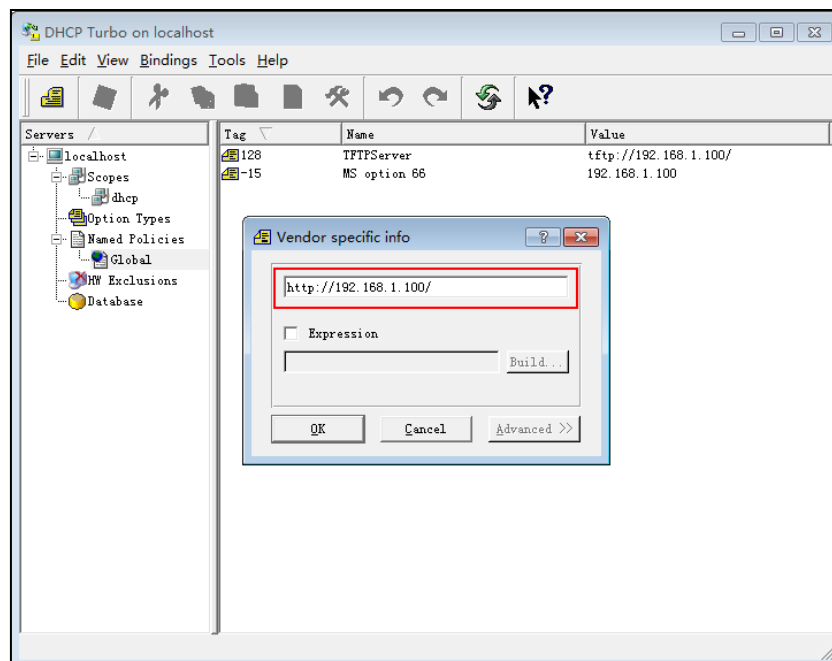 DHCP Turbo on localhost
File Edit View Bindings Tools Help
Servers Tag Name Value
localhost 128 TFTPServer tftp://192.168.1.100/
Scopes -15 MS option 66 192.168.1.100
dhcp
Option Types
Named Policies
Global
HW Exclusions
Database
Vendor specific info
http://192.168.1.100/
Expression
Build...
OK Cancel Advanced >>